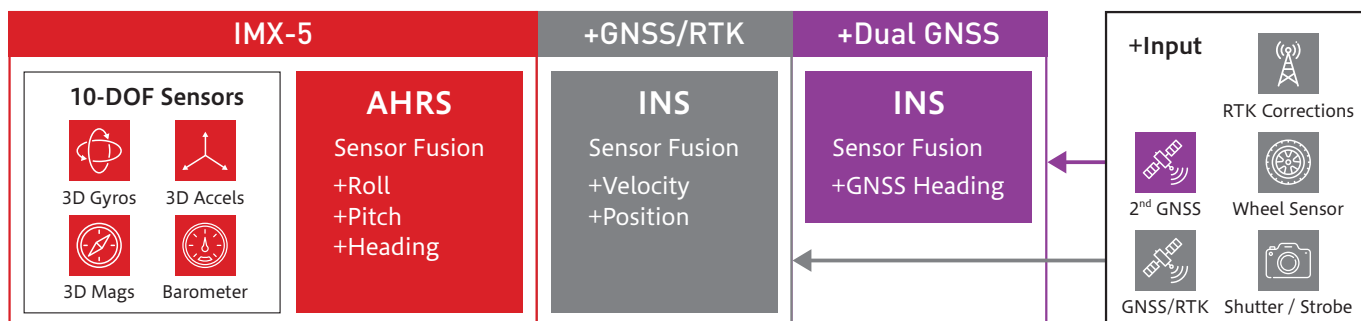 IMX-5
+GNSS/RTK
+Dual GNSS
10-DOF Sensors
3D Gyros
3D Accels
3D Mags
Barometer
AHRS
Sensor Fusion
+Roll
+Pitch
+Heading
INS
Sensor Fusion
+Velocity
+Position
INS
Sensor Fusion
+GNSS Heading
+Input
RTK Corrections
2nd GNSS
Wheel Sensor
GNSS/RTK
Shutter / Strobe